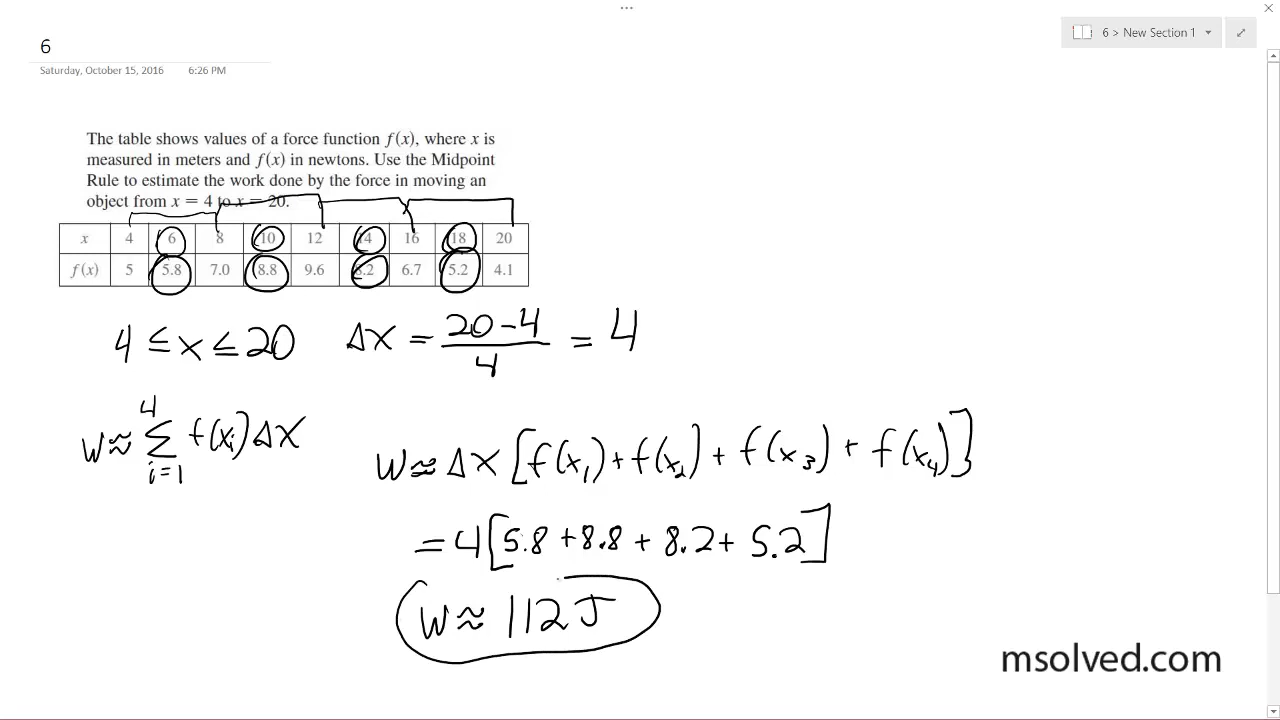 6 > New Section 1
6
Saturday, October 15, 2016 6:26 PM
The table shows values of a force function f(x), where x is
measured in meters and f(x) in newtons. Use the Midpoint
Rule to estimate the work done by the force in moving an
object from x = 4 to x = 20.
x 4 6 8 10 12 14 16 18 20
f(x) 5 5.8 7.0 8.8 9.6 8.2 6.7 5.2 4.1
4 ≤ x ≤ 20 Δx = (20 - 4)/4 = 4
W ≈ Σ_{i=1}^{4} f(x_i) Δx
W ≈ Δx [f(x₁) + f(x₂) + f(x₃) + f(x₄)]
= 4[5.8 + 8.8 + 8.2 + 5.2]
W ≈ 112 J
msolved.com